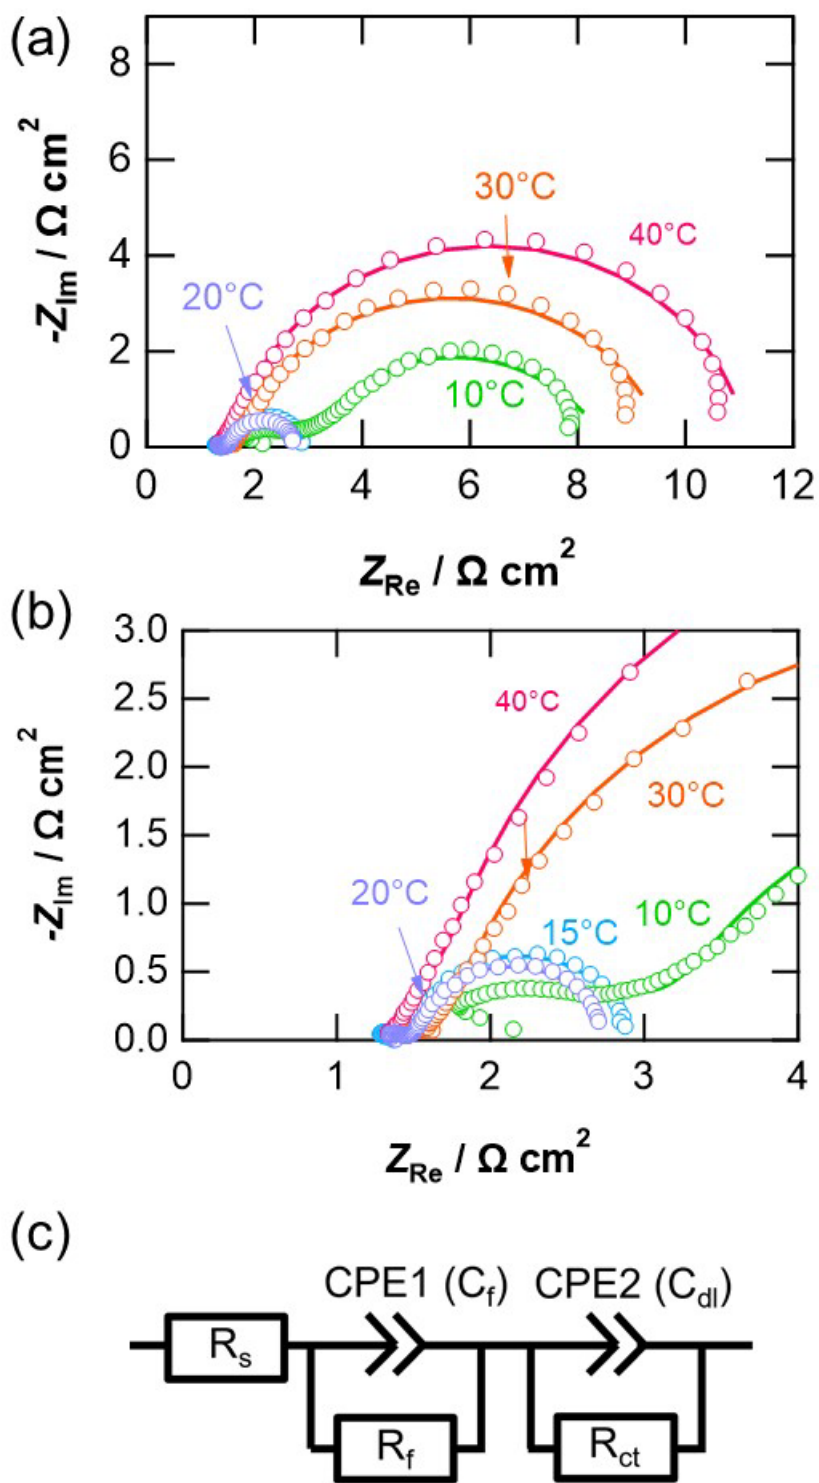 (a)
8
6
4
2
0
-Z_Im / Ω cm²
30°C
40°C
20°C
10°C
0 2 4 6 8 10 12
Z_Re / Ω cm²
(b)
3.0
2.5
2.0
1.5
1.0
0.5
0.0
-Z_Im / Ω cm²
40°C
30°C
20°C
15°C
10°C
0 1 2 3 4
Z_Re / Ω cm²
(c)
CPE1 (C_f) CPE2 (C_dl)
R_s
R_f R_ct